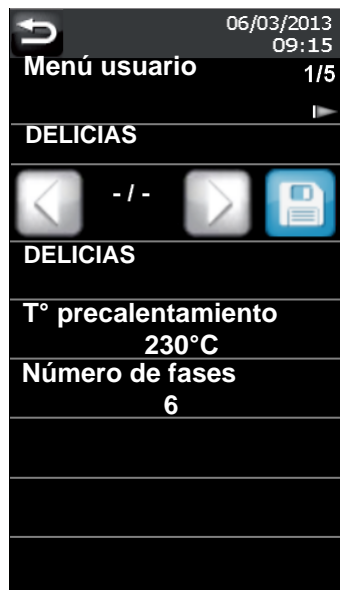 06/03/2013
09:15
Menú usuario 1/5
DELICIAS
- / -
DELICIAS
T° precalentamiento
230°C
Número de fases
6